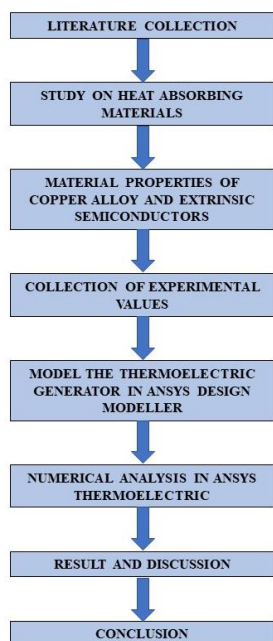 LITERATURE COLLECTION
STUDY ON HEAT ABSORBING
MATERIALS
MATERIAL PROPERTIES OF
COPPER ALLOY AND EXTRINSIC
SEMICONDUCTORS
COLLECTION OF EXPERIMENTAL
VALUES
MODEL THE THERMOELECTRIC
GENERATOR IN ANSYS DESIGN
MODELLER
NUMERICAL ANALYSIS IN ANSYS
THERMOELECTRIC
RESULT AND DISCUSSION
CONCLUSION